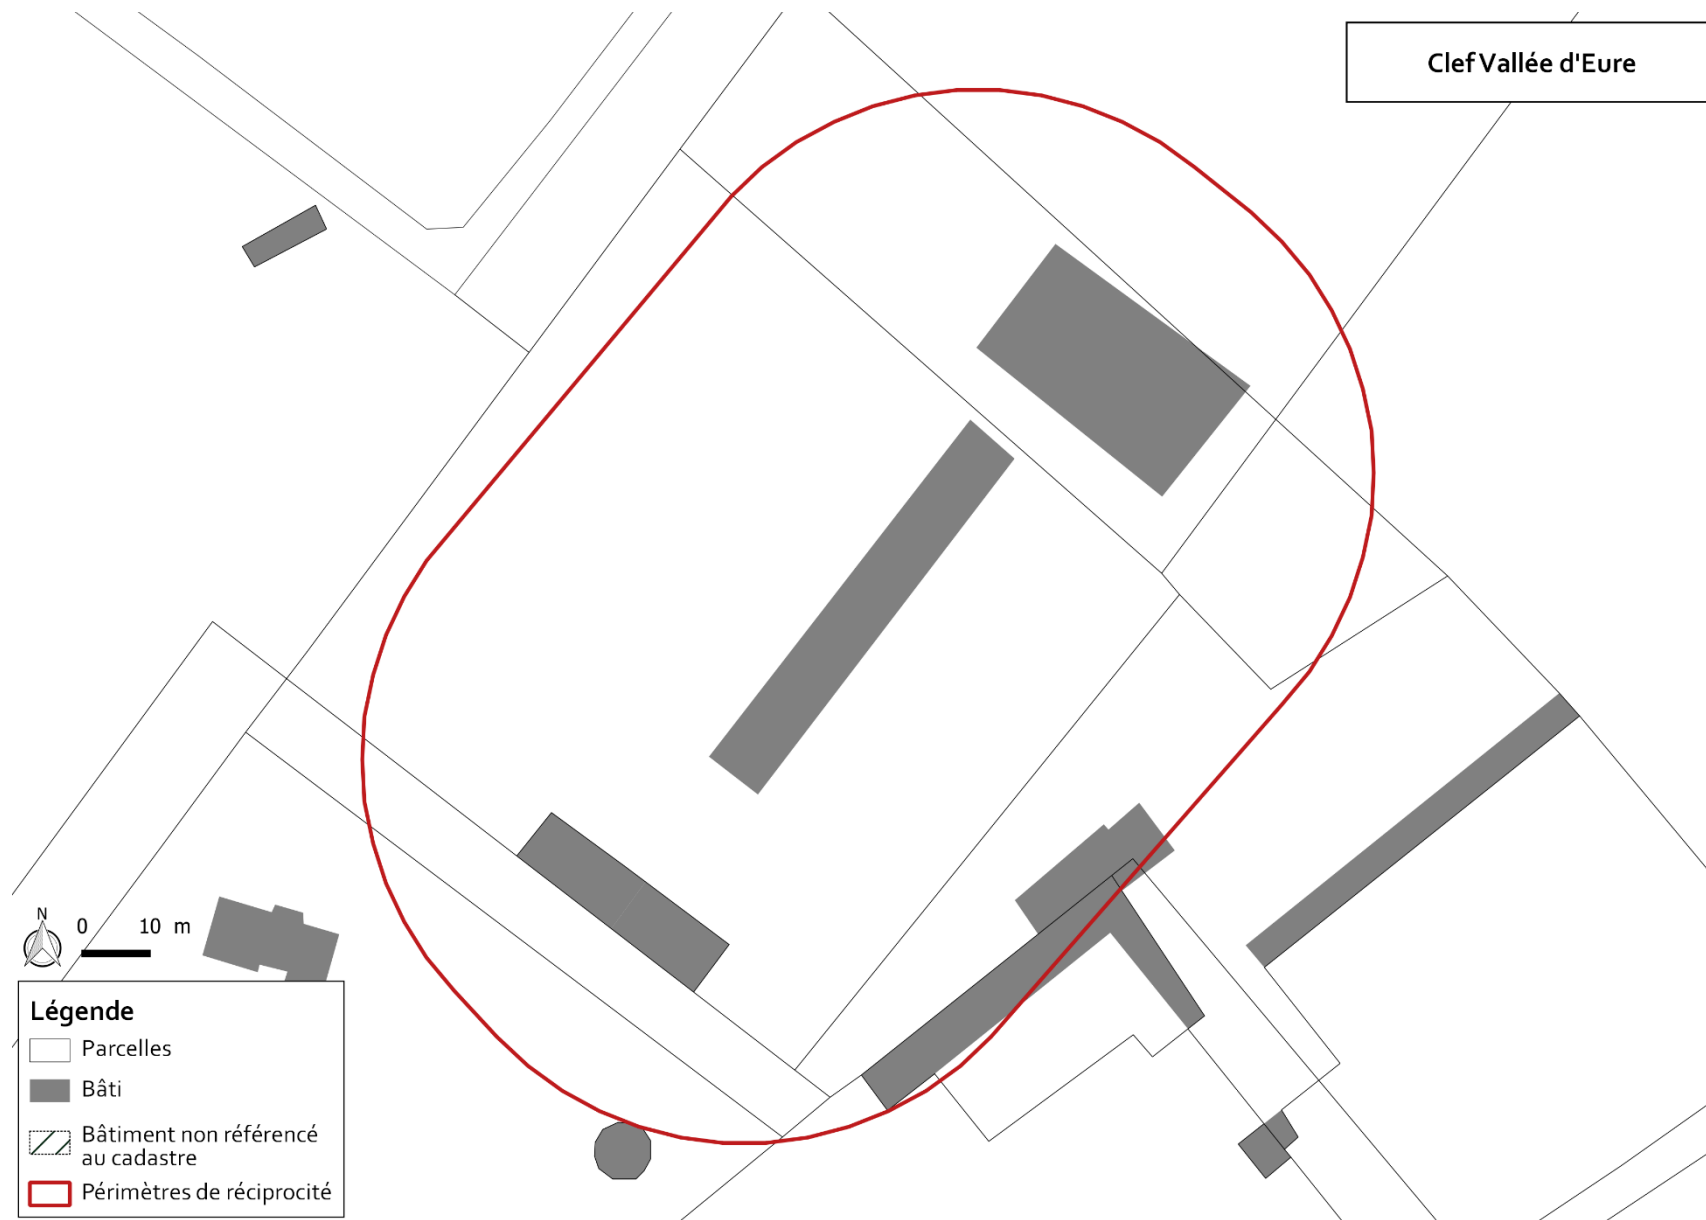 Clef Vallée d'Eure
N
0 10 m
Légende
Parcelles
Bâti
Bâtiment non référencé
au cadastre
Périmètres de réciprocité